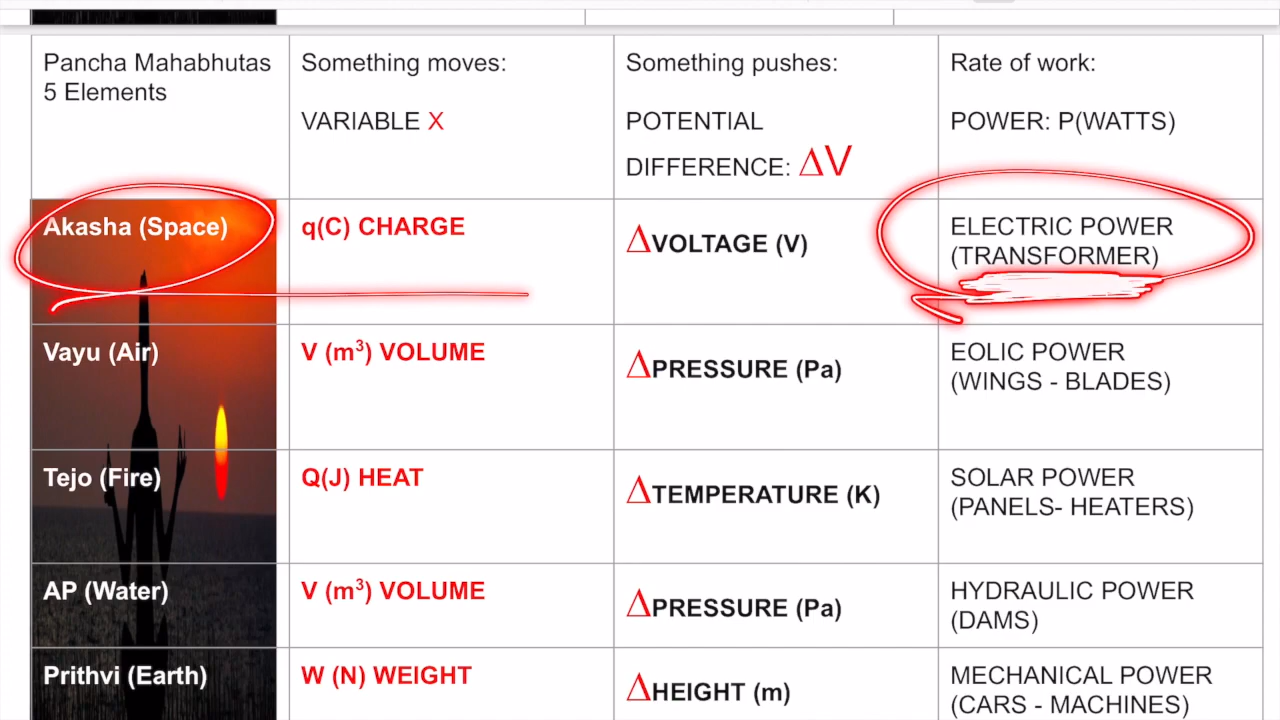 Pancha Mahabhutas
5 Elements
Something moves:
VARIABLE X
Something pushes:
POTENTIAL
DIFFERENCE: ΔV
Rate of work:
POWER: P(WATTS)
Akasha (Space)
q(C) CHARGE
ΔVOLTAGE (V)
ELECTRIC POWER
(TRANSFORMER)
Vayu (Air)
V (m³) VOLUME
ΔPRESSURE (Pa)
EOLIC POWER
(WINGS - BLADES)
Tejo (Fire)
Q(J) HEAT
ΔTEMPERATURE (K)
SOLAR POWER
(PANELS- HEATERS)
AP (Water)
V (m³) VOLUME
ΔPRESSURE (Pa)
HYDRAULIC POWER
(DAMS)
Prithvi (Earth)
W (N) WEIGHT
ΔHEIGHT (m)
MECHANICAL POWER
(CARS - MACHINES)